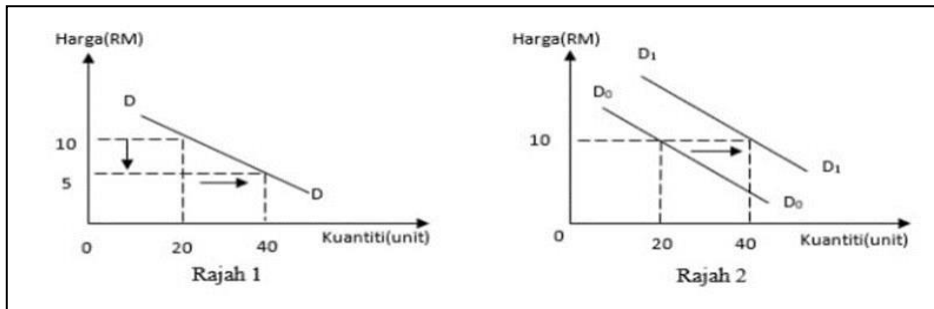 Harga(RM)
D
10
5
D
0
20
40
Kuantiti(unit)
Rajah 1
Harga(RM)
D₁
D₀
10
D₁
D₀
0
20
40
Kuantiti(unit)
Rajah 2